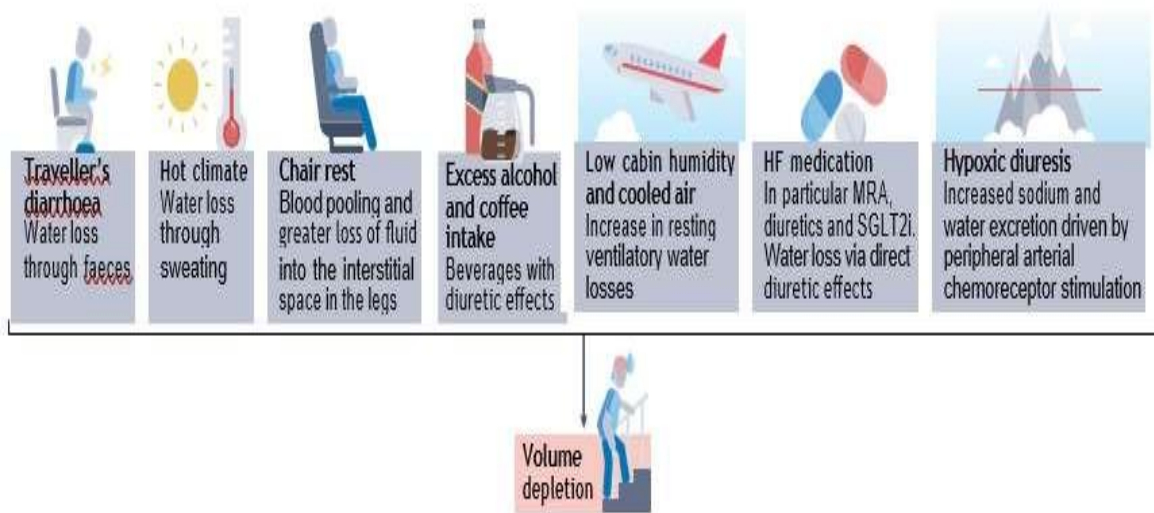 Traveller's
diarrhoea
Water loss
through faeces
Hot climate
Water loss
through
sweating
Chair rest
Blood pooling and
greater loss of fluid
into the interstitial
space in the legs
Excess alcohol
and coffee
intake
Beverages with
diuretic effects
Low cabin humidity
and cooled air
Increase in resting
ventilatory water
losses
HF medication
In particular MRA,
diuretics and SGLT2i.
Water loss via direct
diuretic effects
Hypoxic diuresis
Increased sodium and
water excretion driven by
peripheral arterial
chemoreceptor stimulation
Volume
depletion